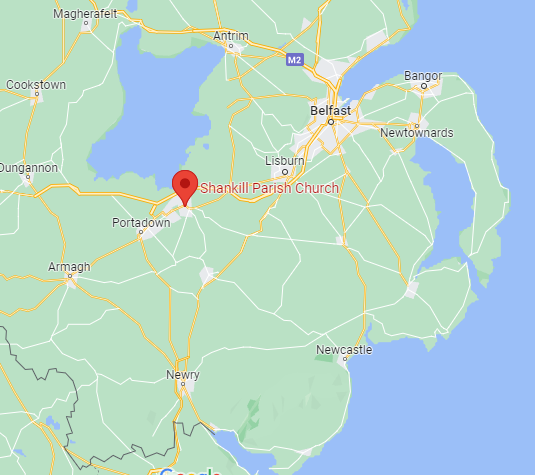 Magherafelt
Antrim
M2
Cookstown
Bangor
Belfast
Newtownards
Lisburn
Dungannon
Shankill Parish Church
Portadown
Armagh
Newcastle
Newry
Google